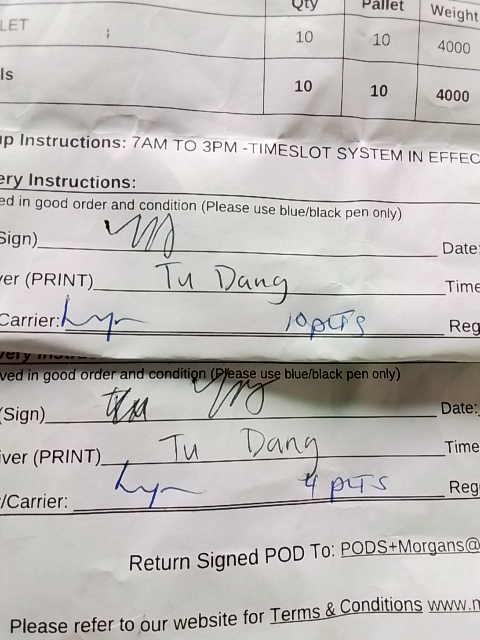 Qty Pallet Weight
LET ; 10 10 4000
ls 10 10 4000
up Instructions: 7AM TO 3PM -TIMESLOT SYSTEM IN EFFEC
ery Instructions:
ed in good order and condition (Please use blue/black pen only)
Sign) Date:
ver (PRINT) Tu Dang Time
Carrier: 10 plts Reg
very Instru
ved in good order and condition (Please use blue/black pen only)
(Sign) Date:
iver (PRINT) Tu Dang Time
/Carrier: 4 plts Reg
Return Signed POD To: PODS+Morgans@
Please refer to our website for Terms & Conditions www.m